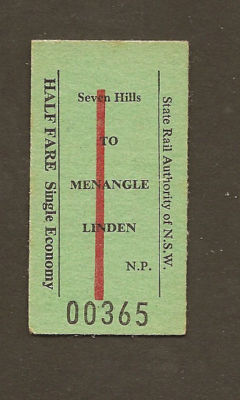 Seven Hills
TO
MENANGLE
LINDEN
N.P.
00365
HALF FARE Single Economy
State Rail Authority of N.S.W.